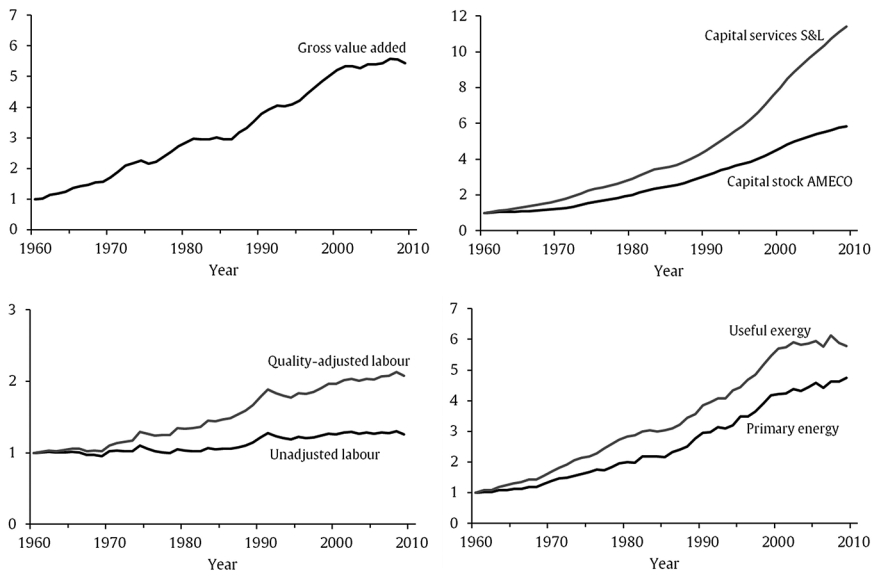 7
6
5
4
3
2
1
0
Gross value added
1960 1970 1980 1990 2000 2010
Year
12
10
8
6
4
2
0
Capital services S&L
Capital stock AMECO
1960 1970 1980 1990 2000 2010
Year
3
2
1
0
Quality-adjusted labour
Unadjusted labour
1960 1970 1980 1990 2000 2010
Year
7
6
5
4
3
2
1
0
Useful exergy
Primary energy
1960 1970 1980 1990 2000 2010
Year